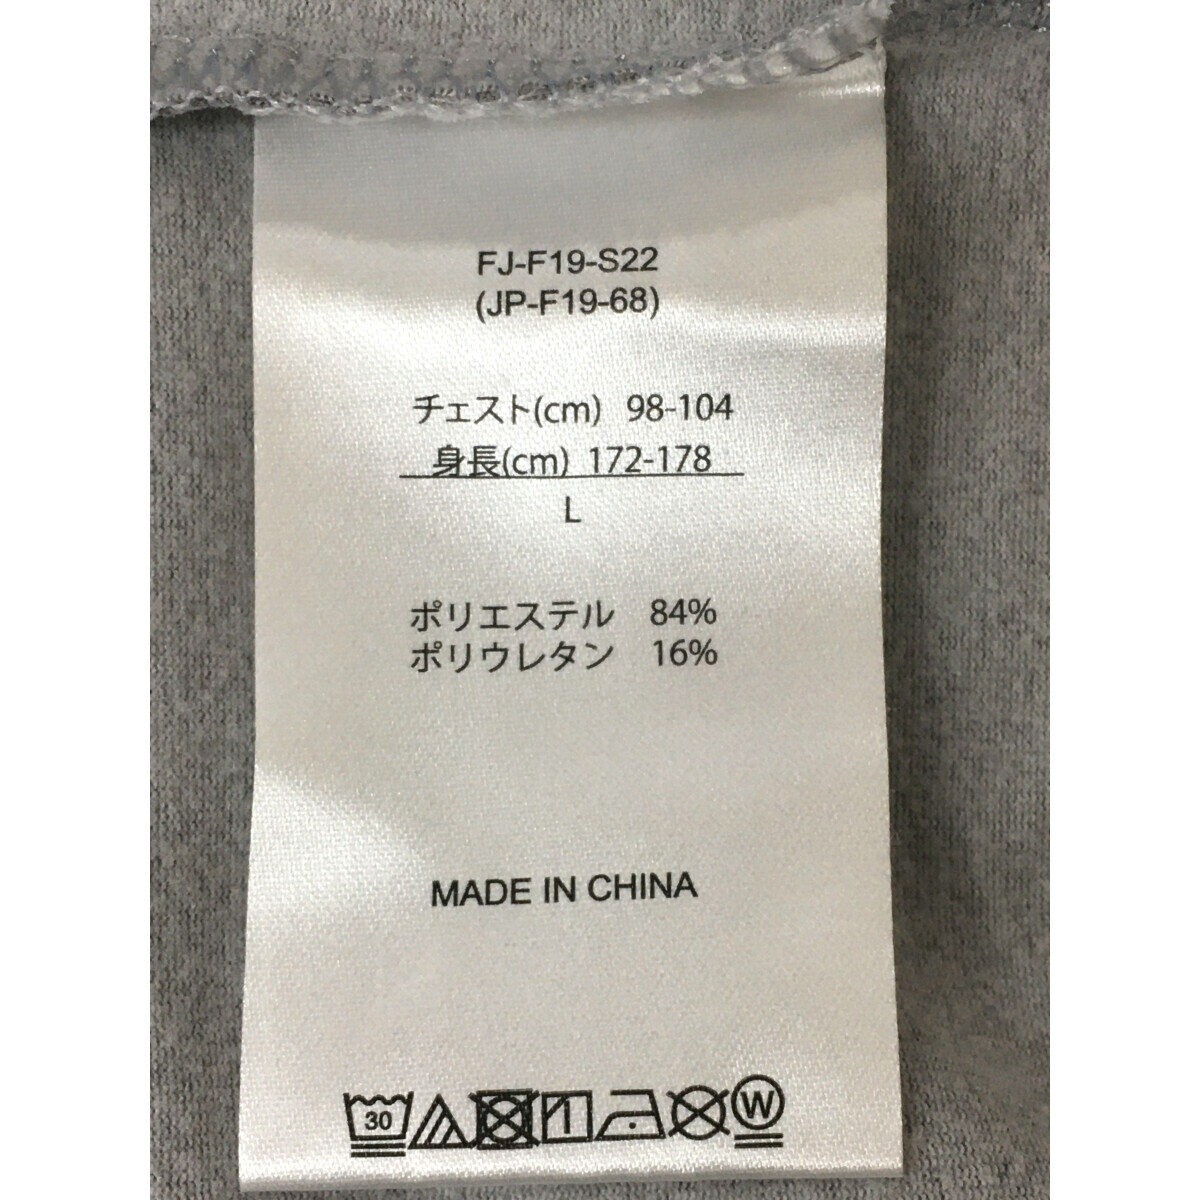 FJ-F19-S22
(JP-F19-68)
チェスト(cm) 98-104
身長(cm) 172-178
L
ポリエステル 84%
ポリウレタン 16%
MADE IN CHINA
30 W